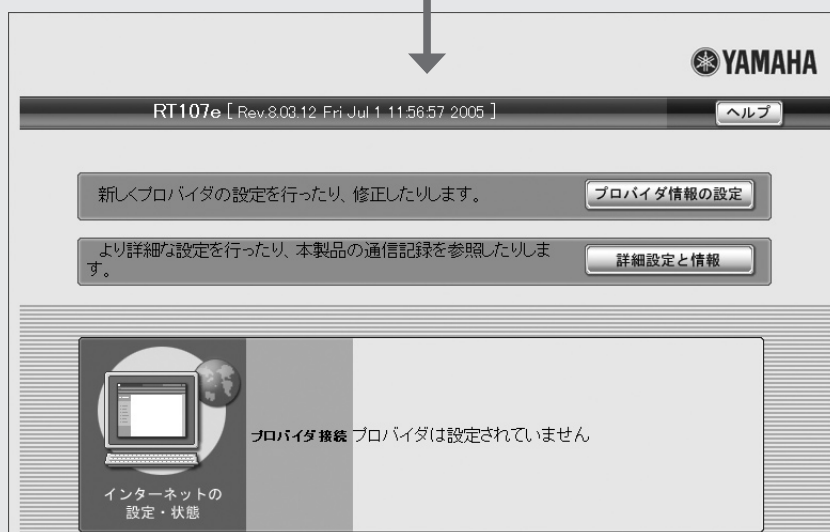 YAMAHA
RT107e [ Rev.8.03.12 Fri Jul 1 11:56:57 2005 ]
ヘルプ
新しくプロバイダの設定を行ったり、修正したりします。
プロバイダ情報の設定
より詳細な設定を行ったり、本製品の通信記録を参照したりしま
す。
詳細設定と情報
プロバイダ接続
プロバイダは設定されていません
インターネットの
設定・状態